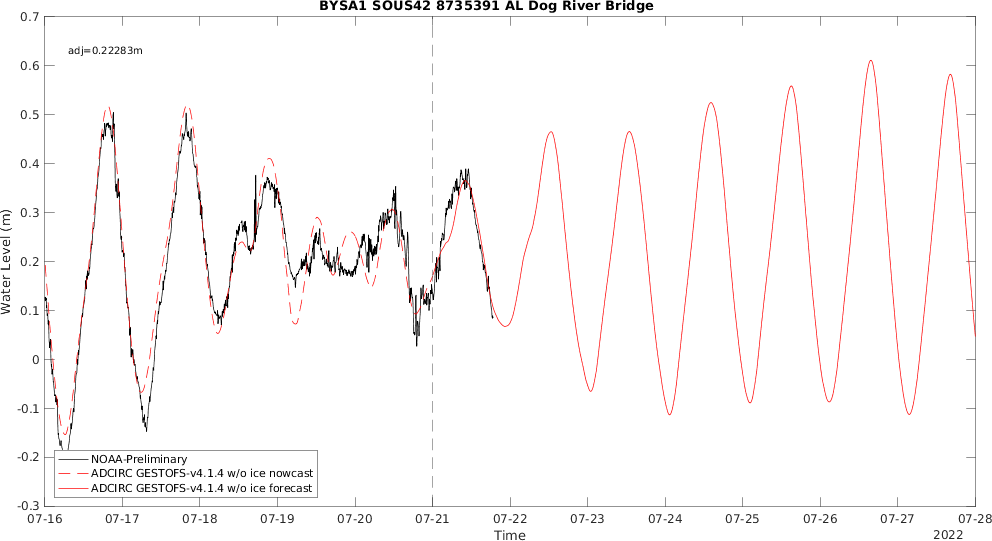 BYSA1 SOUS42 8735391 AL Dog River Bridge
adj=0.22283m
Water Level (m)
0.7
0.6
0.5
0.4
0.3
0.2
0.1
0
-0.1
-0.2
-0.3
NOAA-Preliminary
ADCIRC GESTOFS-v4.1.4 w/o ice nowcast
ADCIRC GESTOFS-v4.1.4 w/o ice forecast
07-16 07-17 07-18 07-19 07-20 07-21 07-22 07-23 07-24 07-25 07-26 07-27 07-28
Time
2022